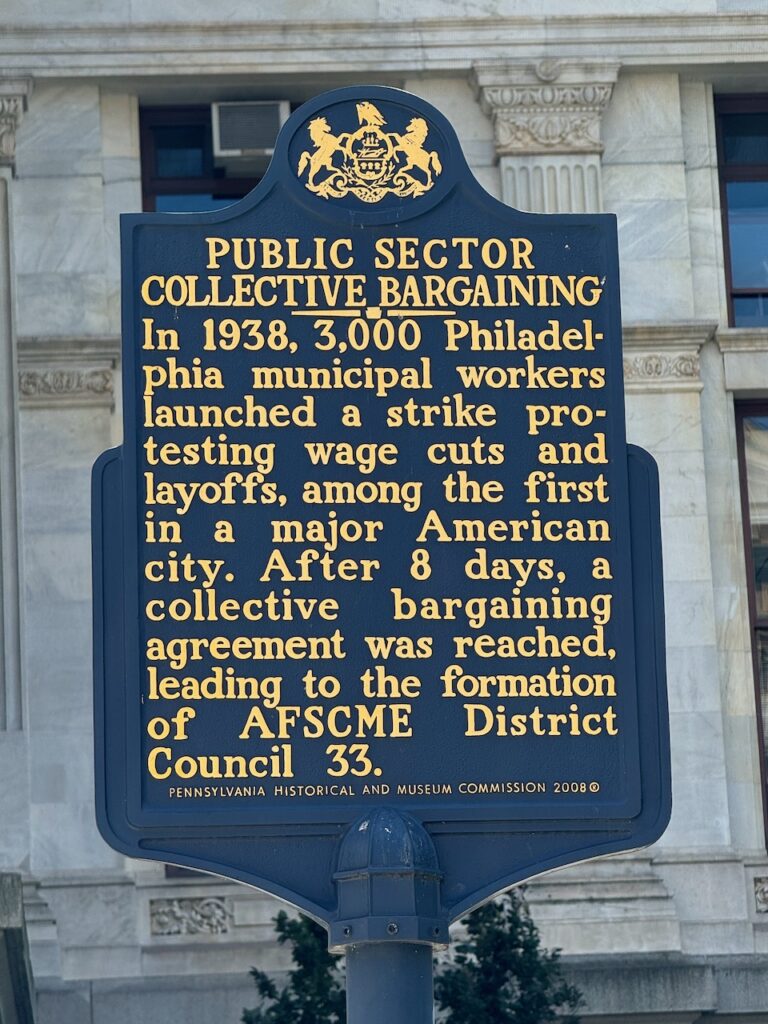 PUBLIC SECTOR
COLLECTIVE BARGAINING
In 1938, 3,000 Philadel-
phia municipal workers
launched a strike pro-
testing wage cuts and
layoffs, among the first
in a major American
city. After 8 days, a
collective bargaining
agreement was reached,
leading to the formation
of AFSCME District
Council 33.
PENNSYLVANIA HISTORICAL AND MUSEUM COMMISSION 2008®